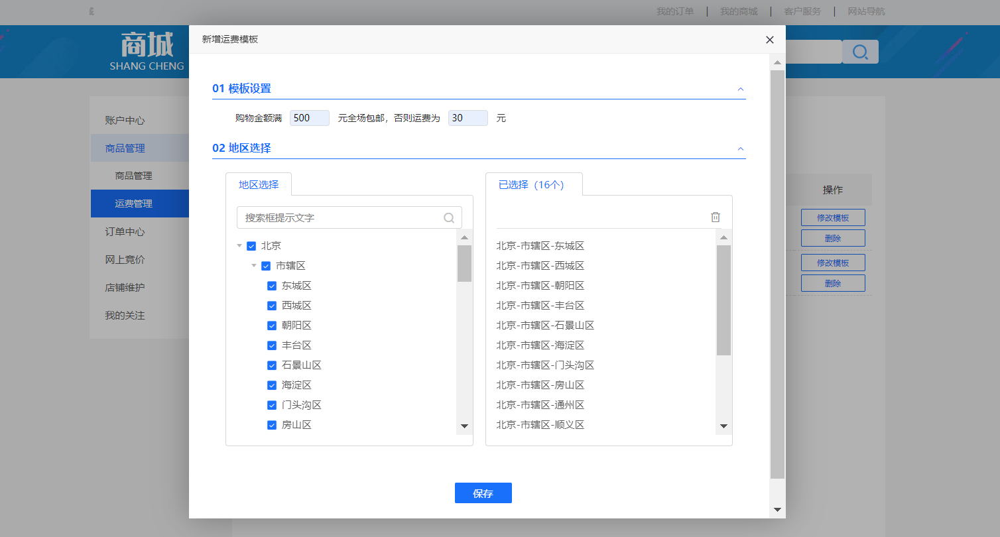 我的订单 | 我的商城 | 客户服务 | 网站导航
商城
SHANG CHENG
新增运费模板
账户中心
商品管理
商品管理
运费管理
订单中心
网上竞价
店铺维护
我的关注
01 模板设置
购物金额满 500 元全场包邮，否则运费为 30 元
02 地区选择
地区选择
搜索框提示文字
北京
市辖区
东城区
西城区
朝阳区
丰台区
石景山区
海淀区
门头沟区
房山区
已选择（16个）
北京-市辖区-东城区
北京-市辖区-西城区
北京-市辖区-朝阳区
北京-市辖区-丰台区
北京-市辖区-石景山区
北京-市辖区-海淀区
北京-市辖区-门头沟区
北京-市辖区-房山区
北京-市辖区-通州区
北京-市辖区-顺义区
保存
操作
修改模板
删除
修改模板
删除